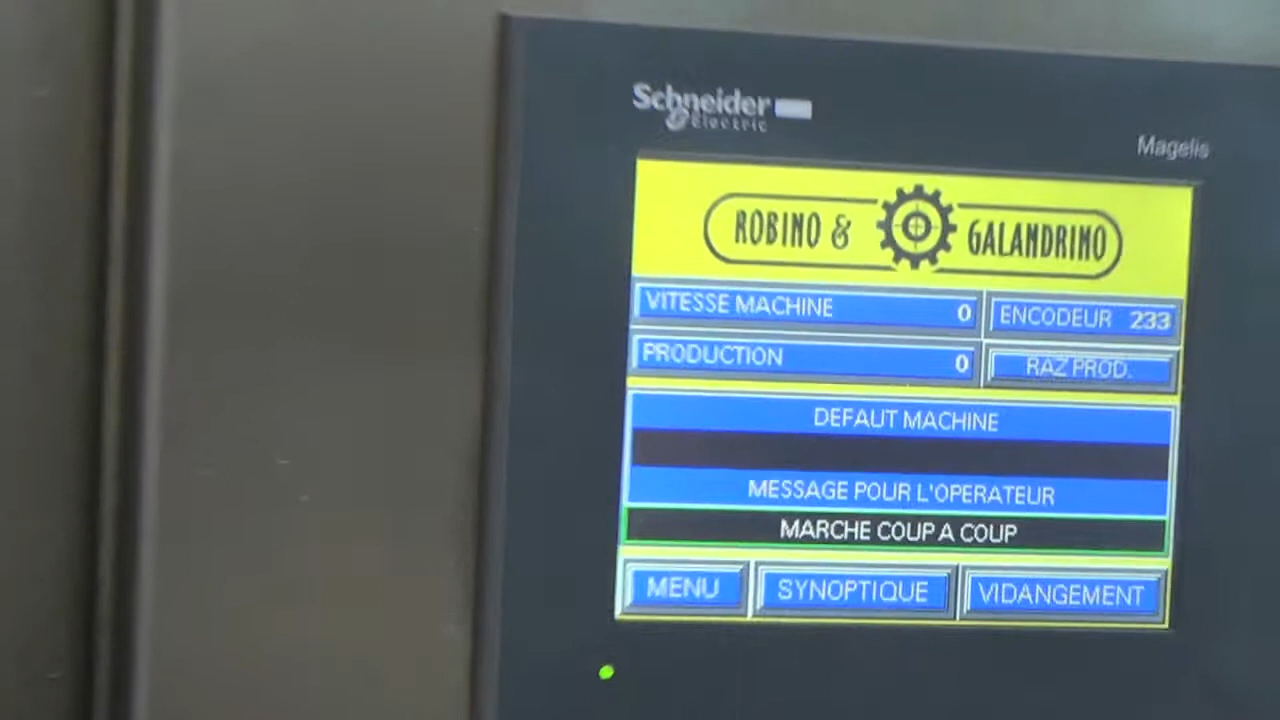 Schneider
Electric
Magelis
ROBINO & GALANDRINO
VITESSE MACHINE 0 ENCODEUR 233
PRODUCTION 0 RAZ PROD.
DEFAUT MACHINE
MESSAGE POUR L'OPERATEUR
MARCHE COUP A COUP
MENU SYNOPTIQUE VIDANGEMENT